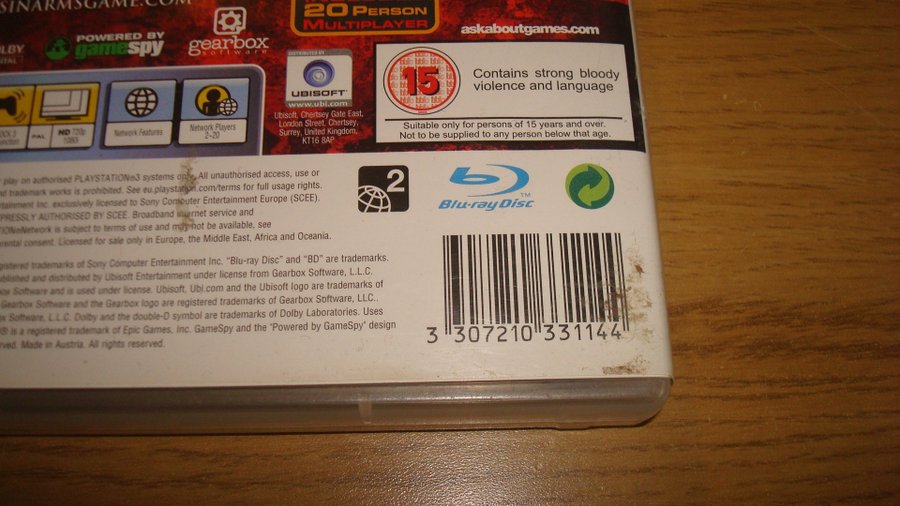 SINARMSGAME.COM
20 PERSON
MULTIPLAYER
askaboutgames.com
POWERED BY
gamespy
gearbox
software
DISTRIBUTED BY
UBISOFT
www.ubi.com
Ubisoft, Chertsey Gate East,
London Street, Chertsey,
Surrey, United Kingdom,
KT16 8AP
15
Contains strong bloody
violence and language
Suitable only for persons of 15 years and over.
Not to be supplied to any person below that age.
PAL
HD 720p
Network Features
Network Players
2-20
play on authorised PLAYSTATION®3 systems only. All unauthorised access, use or
trademark works is prohibited. See eu.playstation.com/terms for full usage rights.
Inc. exclusively licensed to Sony Computer Entertainment Europe (SCEE).
AUTHORISED BY SCEE. Broadband internet service and
is subject to terms of use and may not be available, see
consent. Licensed for sale only in Europe, the Middle East, Africa and Oceania.
2
Blu-ray Disc
TM
trademarks of Sony Computer Entertainment Inc. “Blu-ray Disc” and “BD” are trademarks.
and distributed by Ubisoft Entertainment under license from Gearbox Software, L.L.C.
Software and is used under license. Ubisoft, Ubi.com and the Ubisoft logo are trademarks of
Gearbox Software and the Gearbox logo are registered trademarks of Gearbox Software, LLC..
Software, L.L.C. Dolby and the double-D symbol are trademarks of Dolby Laboratories. Uses
is a registered trademark of Epic Games, Inc. GameSpy and the "Powered by GameSpy" design
Made in Austria. All rights reserved.
3 307210 331144